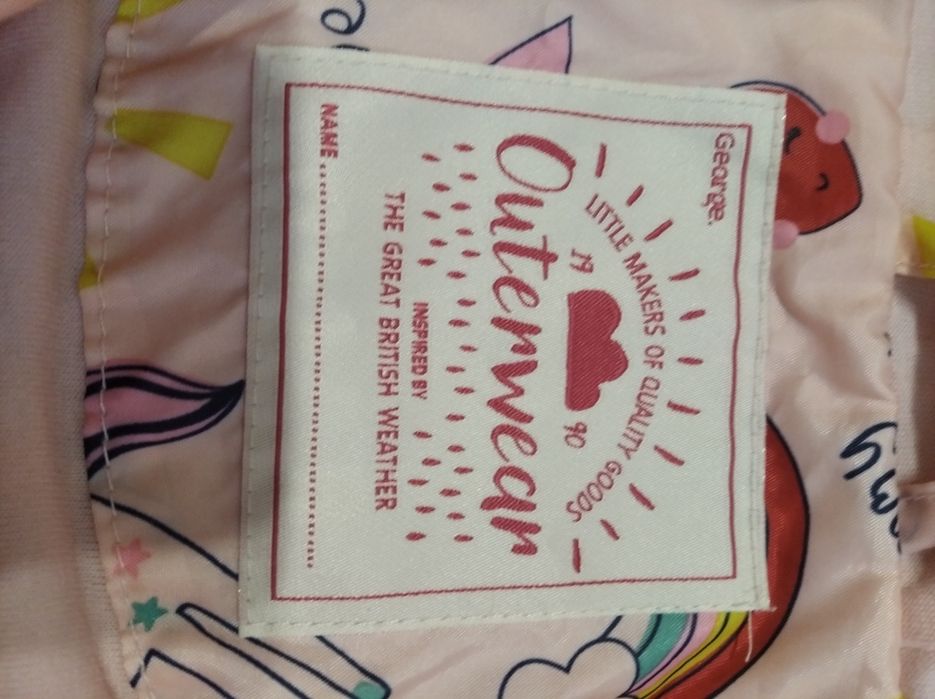 George.
LITTLE MAKERS OF QUALITY GOODS
19 90
Outerwear
INSPIRED BY
THE GREAT BRITISH WEATHER
NAME